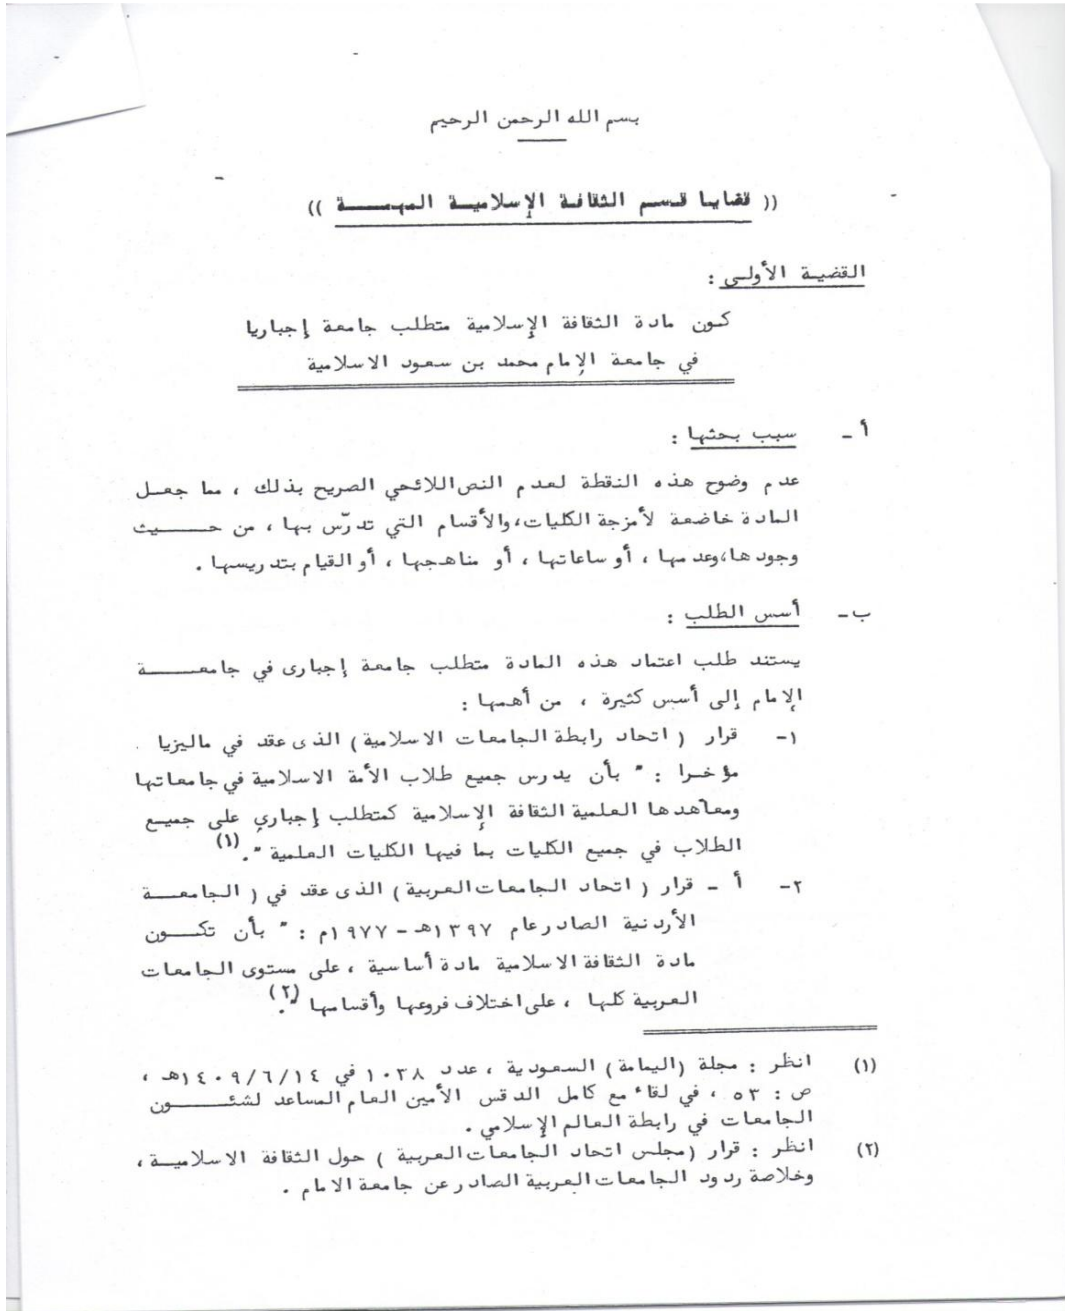 بسم الله الرحمن الرحيم
(( قضايا قسم الثقافة الإسلامية المهمة ))
القضية الأولى :
كون مادة الثقافة الإسلامية متطلب جامعة إجباريا
في جامعة الإمام محمد بن سعود الاسلامية
أ - سبب بحثها :
عدم وضوح هذه النقطة لعدم النص اللائحي الصريح بذلك ، مما جعل
المادة خاضعة لأمزجة الكليات، والأقسام التي تدرّس بها ، من حيث
وجودها، وعدمها ، أو ساعاتها ، أو مناهجها ، أو القيام بتدريسها .
ب - أسس الطلب :
يستند طلب اعتماد هذه المادة متطلب جامعة إجبارى في جامعة
الإمام إلى أسس كثيرة ، من أهمها :
١- قرار ( اتحاد رابطة الجامعات الاسلامية ) الذى عقد في ماليزيا
مؤخرا : " بأن يدرس جميع طلاب الأمة الاسلامية في جامعاتها
ومعاهدها العلمية الثقافة الإسلامية كمتطلب إجباري على جميع
الطلاب في جميع الكليات بما فيها الكليات العلمية ". (١)
٢- أ - قرار ( اتحاد الجامعات العربية ) الذى عقد في ( الجامعة
الأردنية الصادر عام ١٣٩٧هـ - ١٩٧٧م : " بأن تكون
مادة الثقافة الاسلامية مادة أساسية ، على مستوى الجامعات
العربية كلها ، على اختلاف فروعها وأقسامها ". (٢)
(١) انظر : مجلة (اليمامة) السعودية ، عدد ١٠٣٨ في ١٤٠٩/٦/١٤هـ ،
ص : ٥٣ ، في لقاء مع كامل الدقس الأمين العام المساعد لشئون
الجامعات في رابطة العالم الإسلامي .
(٢) انظر : قرار (مجلس اتحاد الجامعات العربية ) حول الثقافة الاسلامية ،
وخلاصة ردود الجامعات العربية الصادر عن جامعة الامام .